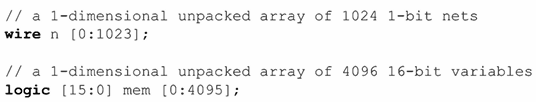 // a 1-dimensional unpacked array of 1024 1-bit nets
wire n [0:1023];
// a 1-dimensional unpacked array of 4096 16-bit variables
logic [15:0] mem [0:4095];